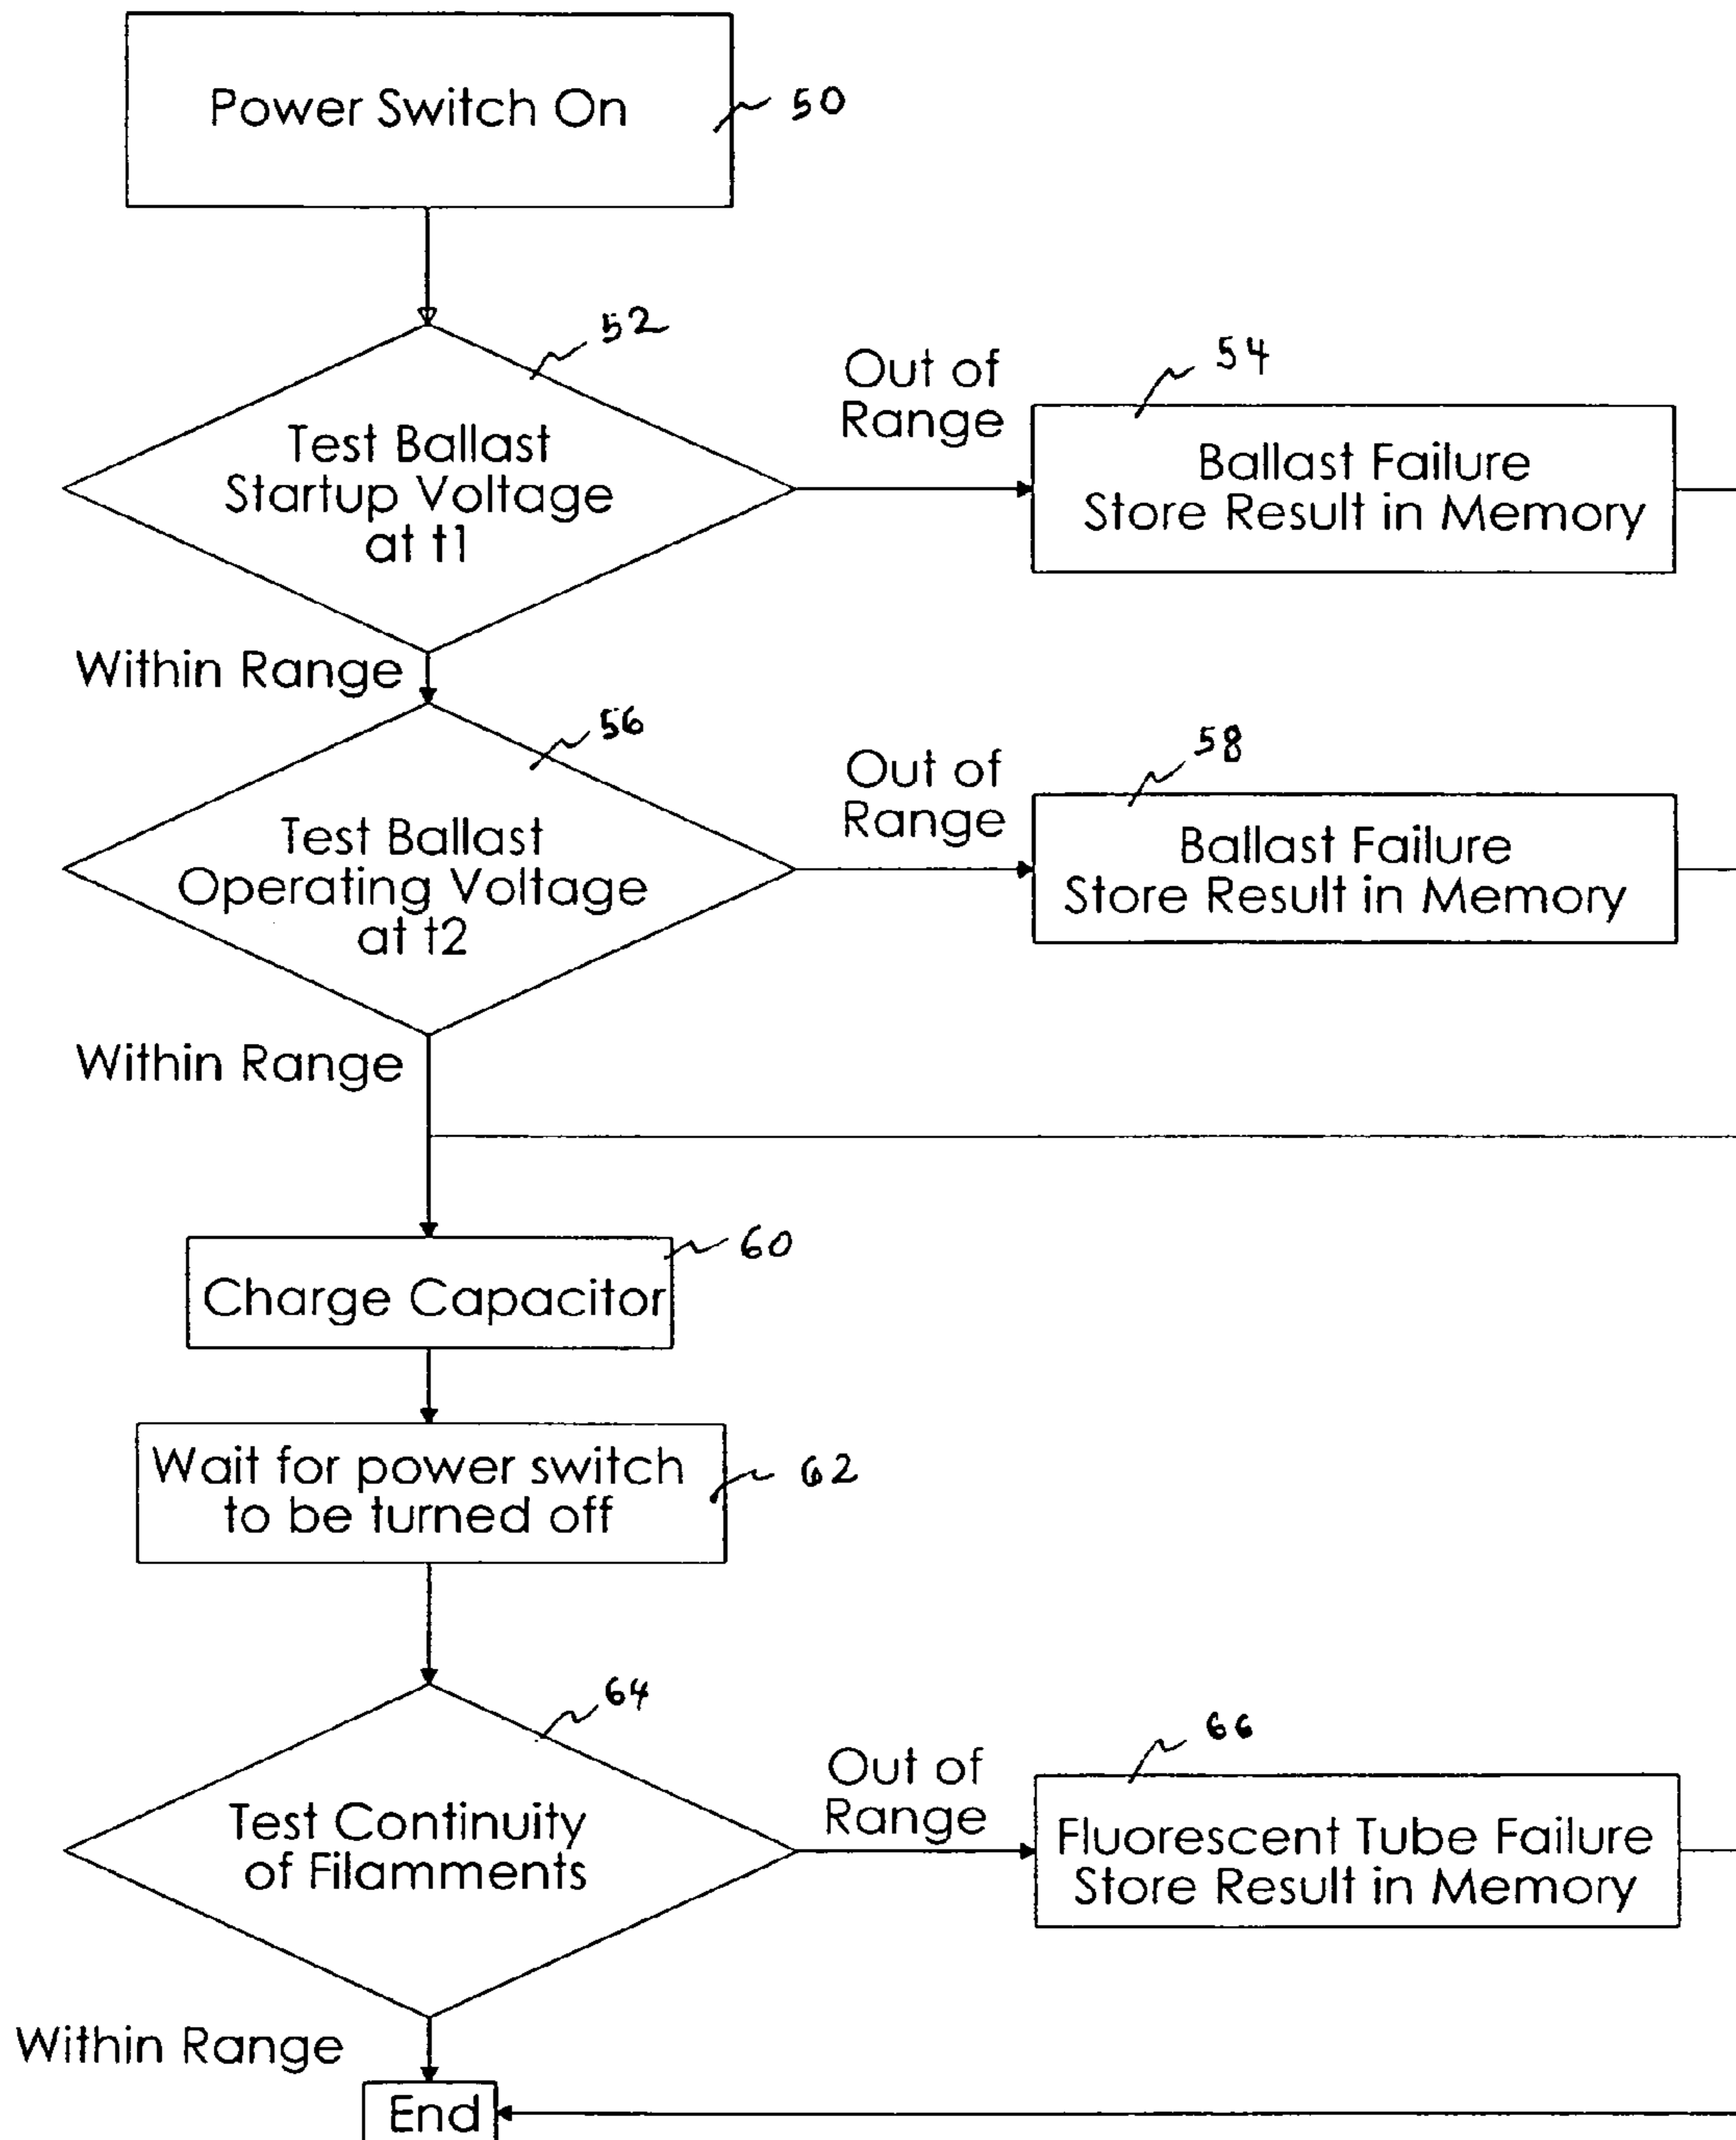 Power Switch On
50
52
Test Ballast
Startup Voltage
at t1
Out of
Range
54
Ballast Failure
Store Result in Memory
Within Range
56
Test Ballast
Operating Voltage
at t2
Out of
Range
58
Ballast Failure
Store Result in Memory
Within Range
60
Charge Capacitor
Wait for power switch
to be turned off
62
64
Test Continuity
of Filamments
Out of
Range
66
Fluorescent Tube Failure
Store Result in Memory
Within Range
End